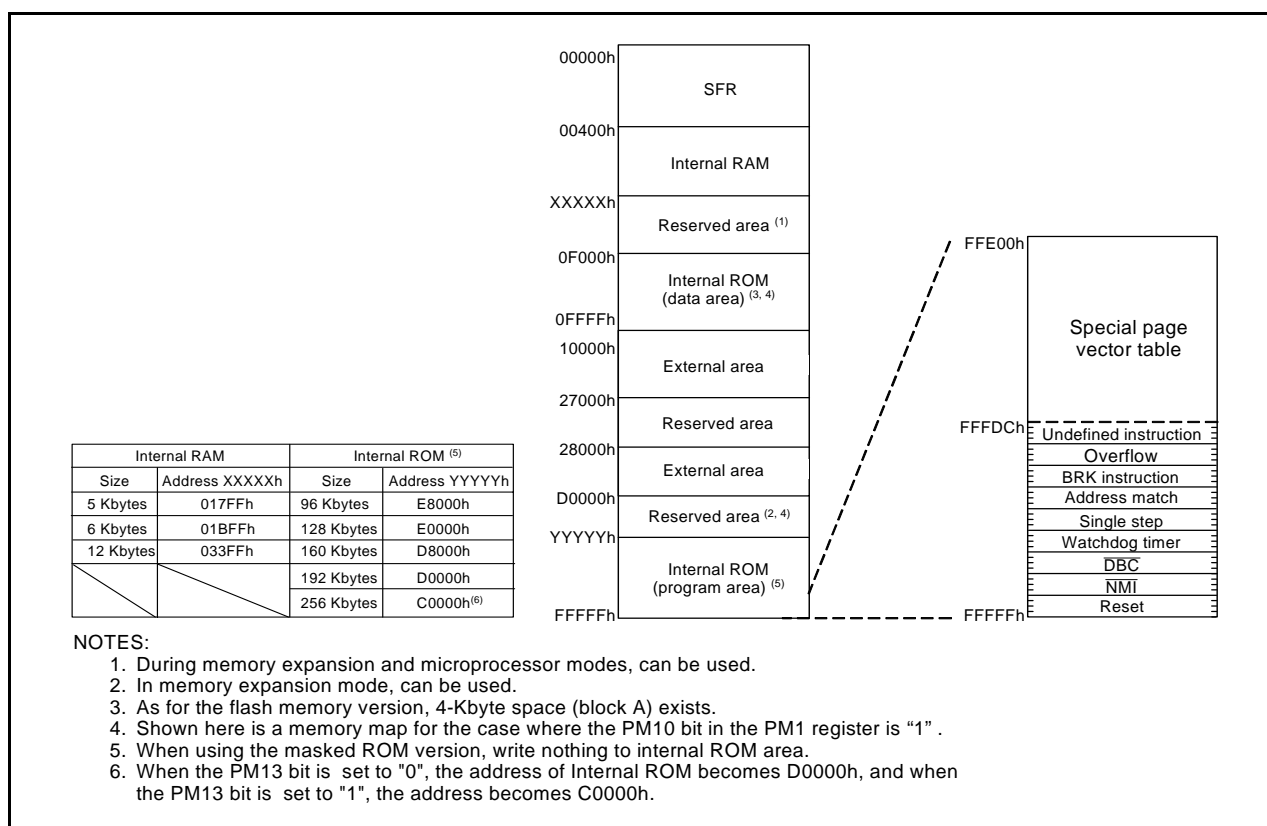 00000h
SFR
00400h
Internal RAM
XXXXXh
Reserved area (1)
0F000h
Internal ROM
(data area) (3, 4)
0FFFFh
10000h
External area
27000h
Reserved area
28000h
External area
D0000h
Reserved area (2, 4)
YYYYYh
Internal ROM
(program area) (5)
FFFFFh
FFE00h
Special page
vector table
FFFDCh
Undefined instruction
Overflow
BRK instruction
Address match
Single step
Watchdog timer
DBC
NMI
Reset
FFFFFh
Internal RAM Internal ROM (5)
Size Address XXXXXh Size Address YYYYYh
5 Kbytes 017FFh 96 Kbytes E8000h
6 Kbytes 01BFFh 128 Kbytes E0000h
12 Kbytes 033FFh 160 Kbytes D8000h
192 Kbytes D0000h
256 Kbytes C0000h(6)
NOTES:
1. During memory expansion and microprocessor modes, can be used.
2. In memory expansion mode, can be used.
3. As for the flash memory version, 4-Kbyte space (block A) exists.
4. Shown here is a memory map for the case where the PM10 bit in the PM1 register is “1” .
5. When using the masked ROM version, write nothing to internal ROM area.
6. When the PM13 bit is set to "0", the address of Internal ROM becomes D0000h, and when
the PM13 bit is set to "1", the address becomes C0000h.